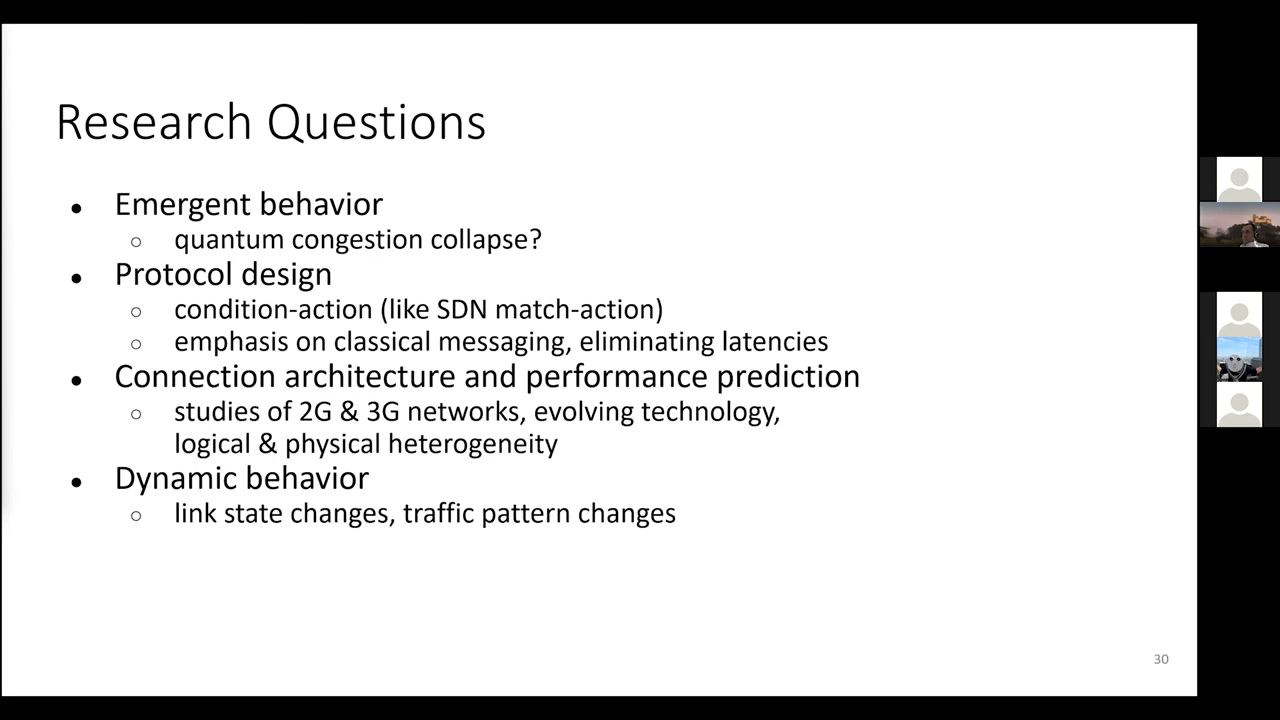 Research Questions
● Emergent behavior
○ quantum congestion collapse?
● Protocol design
○ condition-action (like SDN match-action)
○ emphasis on classical messaging, eliminating latencies
● Connection architecture and performance prediction
○ studies of 2G & 3G networks, evolving technology,
logical & physical heterogeneity
● Dynamic behavior
○ link state changes, traffic pattern changes
30